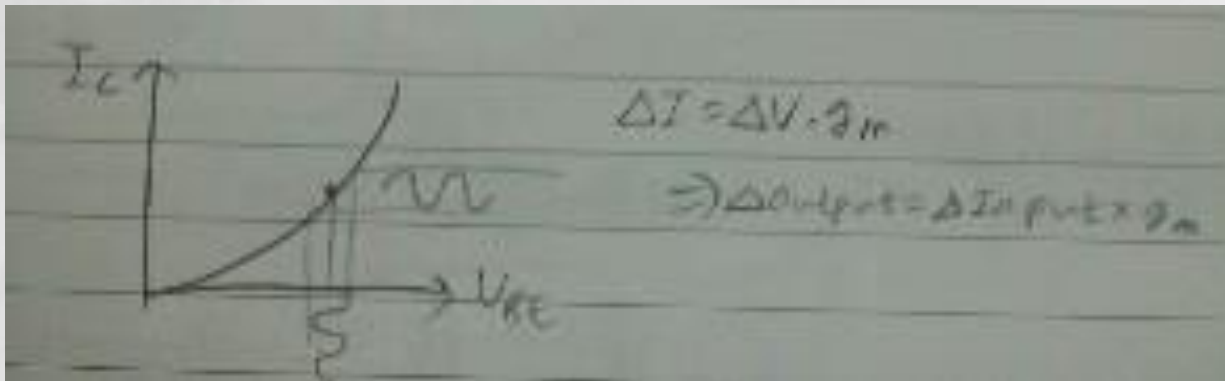 I_c
ΔI = ΔV . g_m
⇒ ΔOutput = ΔInput × g_m
V_BE